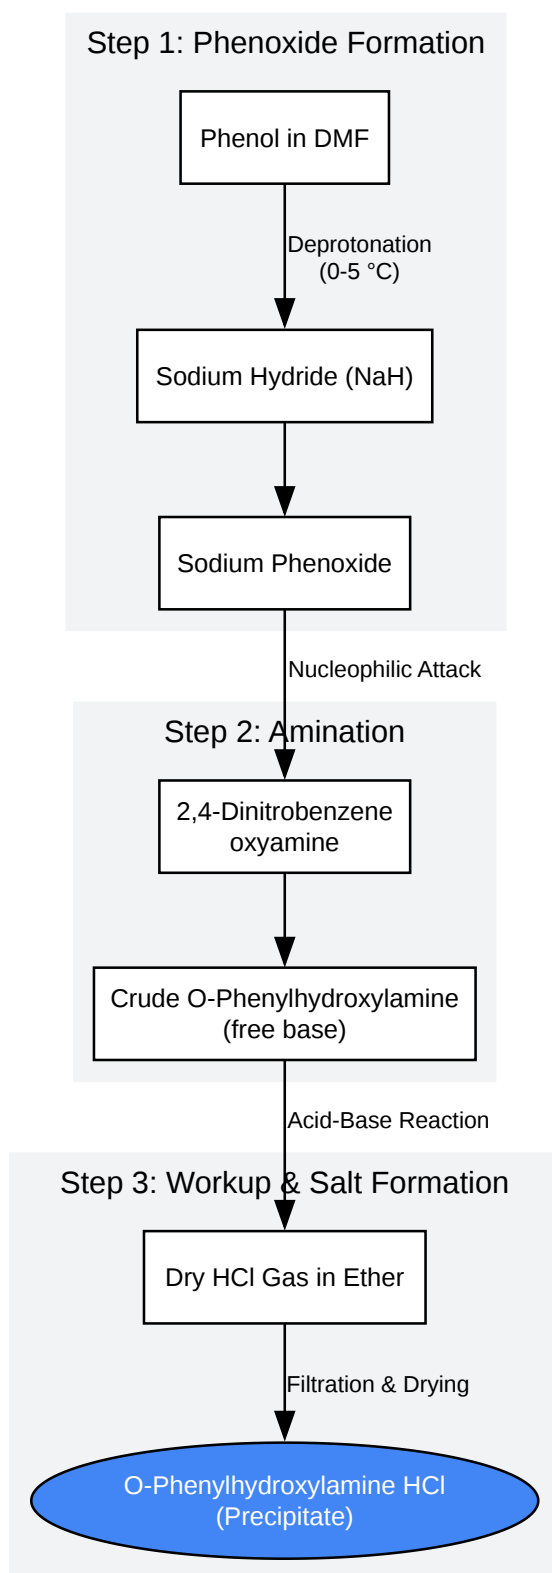 Step 1: Phenoxide Formation
Phenol in DMF
Deprotonation
(0-5 °C)
Sodium Hydride (NaH)
Sodium Phenoxide
Nucleophilic Attack
Step 2: Amination
2,4-Dinitrobenzene
oxyamine
Crude O-Phenylhydroxylamine
(free base)
Acid-Base Reaction
Step 3: Workup & Salt Formation
Dry HCl Gas in Ether
Filtration & Drying
O-Phenylhydroxylamine HCl
(Precipitate)